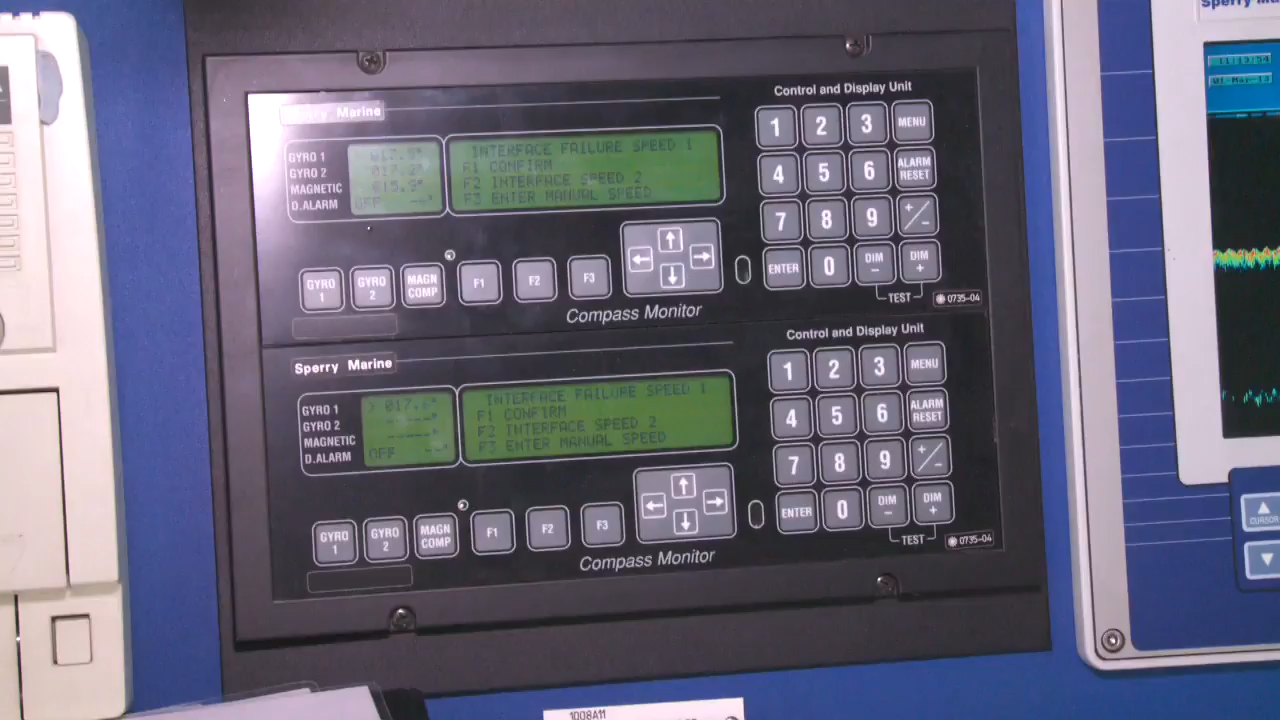 Sperry Marine
Control and Display Unit
GYRO 1
GYRO 2
MAGNETIC
D.ALARM
OFF --°
INTERFACE FAILURE SPEED 1
F1 CONFIRM
F2 INTERFACE SPEED 2
F3 ENTER MANUAL SPEED
1 2 3 MENU
4 5 6 ALARM RESET
7 8 9 +/-
ENTER 0 DIM - DIM +
TEST
0735-04
GYRO 1
GYRO 2
MAGN COMP
F1 F2 F3
Compass Monitor
Control and Display Unit
Sperry Marine
GYRO 1
GYRO 2
MAGNETIC
D.ALARM
OFF --°
INTERFACE FAILURE SPEED 1
F1 CONFIRM
F2 INTERFACE SPEED 2
F3 ENTER MANUAL SPEED
1 2 3 MENU
4 5 6 ALARM RESET
7 8 9 +/-
ENTER 0 DIM - DIM +
TEST
0735-04
GYRO 1
GYRO 2
MAGN COMP
F1 F2 F3
Compass Monitor
Sperry
11:13:54
CURSOR
1008A11